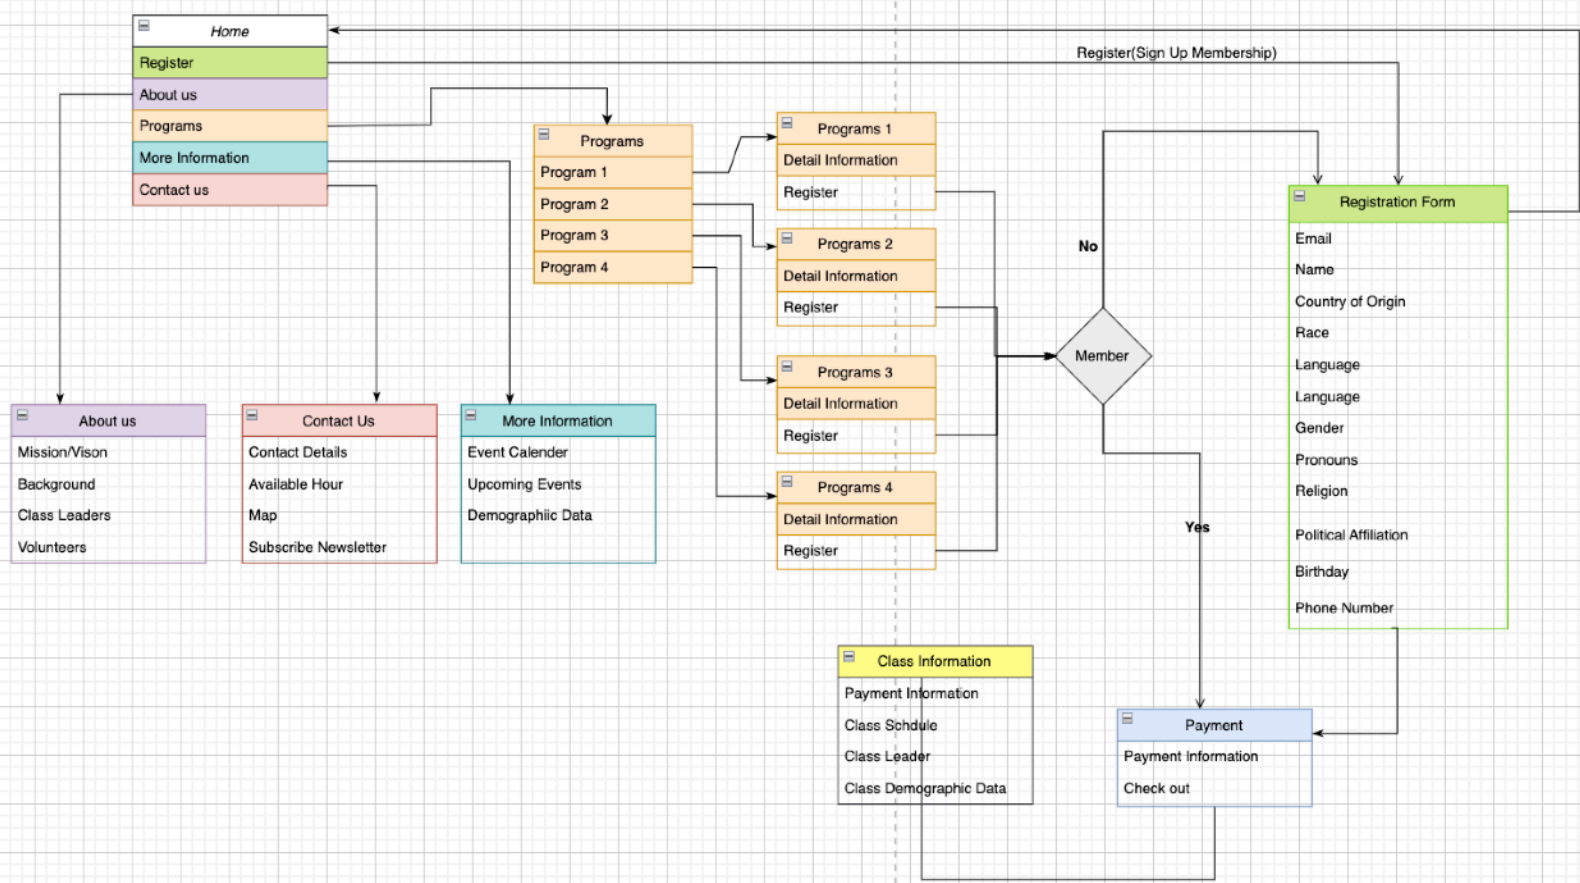 Home
Register
About us
Programs
More Information
Contact us
Register(Sign Up Membership)
Programs
Program 1
Program 2
Program 3
Program 4
Programs 1
Detail Information
Register
Programs 2
Detail Information
Register
Programs 3
Detail Information
Register
Programs 4
Detail Information
Register
No
Member
Yes
Registration Form
Email
Name
Country of Origin
Race
Language
Language
Gender
Pronouns
Religion
Political Affiliation
Birthday
Phone Number
About us
Mission/Vison
Background
Class Leaders
Volunteers
Contact Us
Contact Details
Available Hour
Map
Subscribe Newsletter
More Information
Event Calender
Upcoming Events
Demographiic Data
Class Information
Payment Information
Class Schdule
Class Leader
Class Demographic Data
Payment
Payment Information
Check out